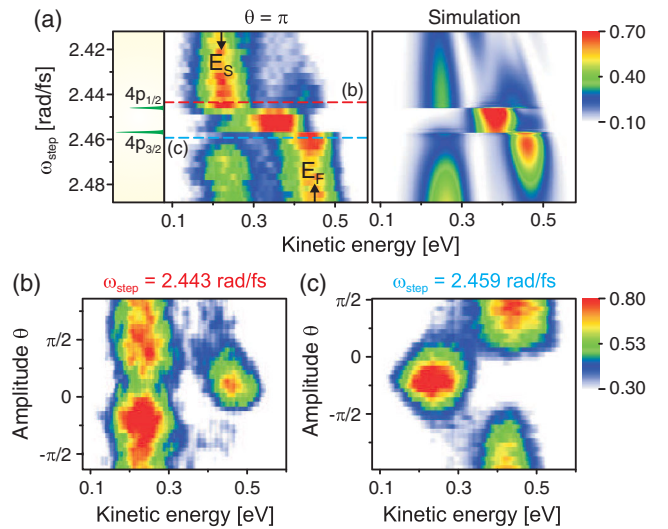 (a)
θ = π
Simulation
ω_step [rad/fs]
2.42
2.44
2.46
2.48
4p1/2
4p3/2
E_S
E_F
(b)
(c)
0.1 0.3 0.5
Kinetic energy [eV]
0.1 0.3 0.5
Kinetic energy [eV]
0.70
0.40
0.10
(b)
ω_step = 2.443 rad/fs
Amplitude θ
π/2
0
-π/2
0.1 0.3 0.5
Kinetic energy [eV]
(c)
ω_step = 2.459 rad/fs
Amplitude θ
π/2
0
-π/2
0.1 0.3 0.5
Kinetic energy [eV]
0.80
0.53
0.30